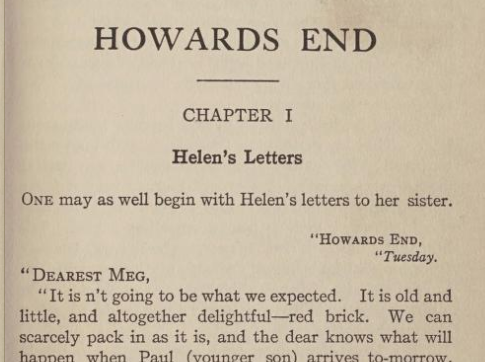 HOWARDS END
CHAPTER I
Helen's Letters
ONE may as well begin with Helen's letters to her sister.
"HOWARDS END,
"Tuesday.
"DEAREST MEG,
"It is n't going to be what we expected. It is old and
little, and altogether delightful—red brick. We can
scarcely pack in as it is, and the dear knows what will
happen when Paul (younger son) arrives to-morrow.